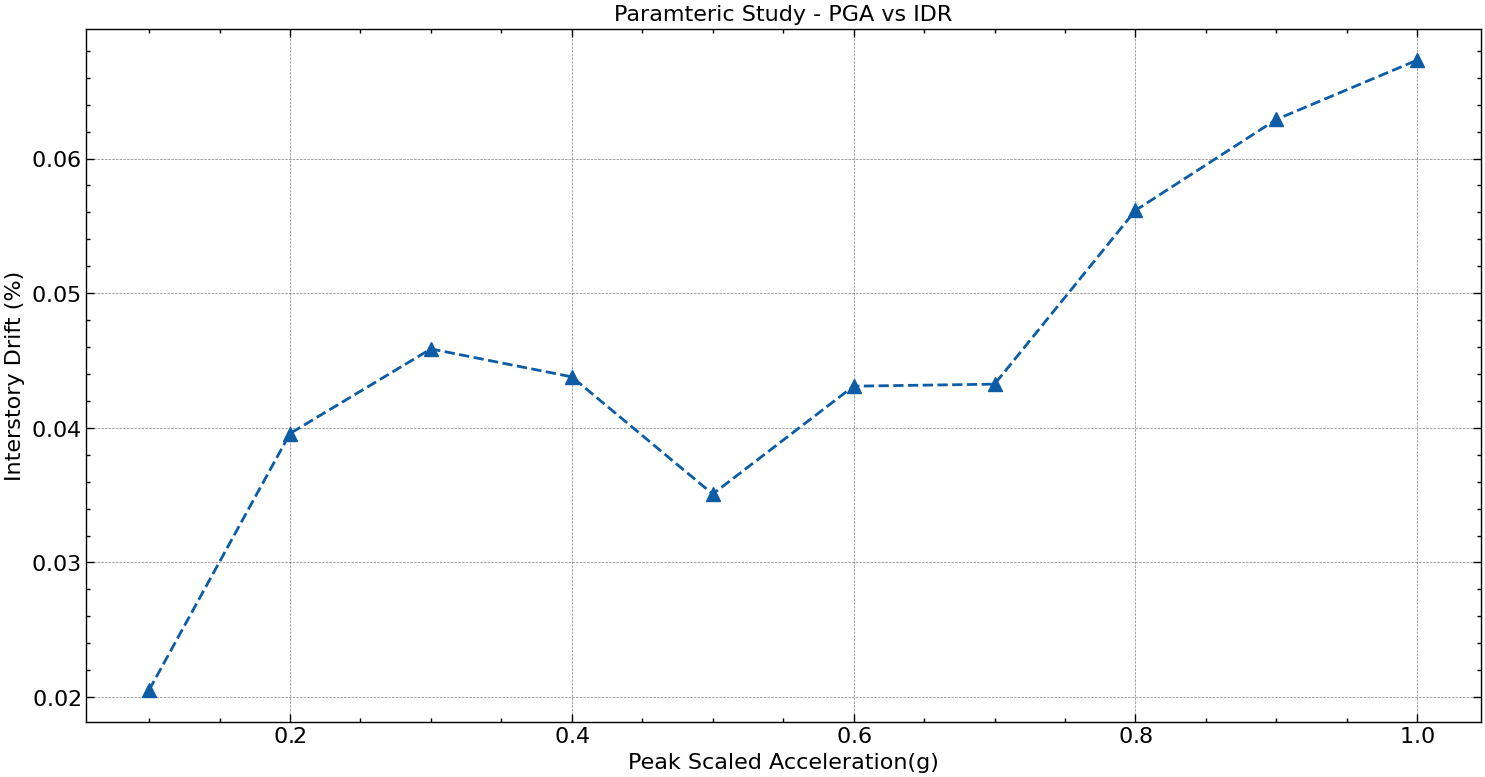 Paramteric Study - PGA vs IDR
0.06
0.05
0.04
0.03
0.02
Interstory Drift (%)
0.2 0.4 0.6 0.8 1.0
Peak Scaled Acceleration(g)